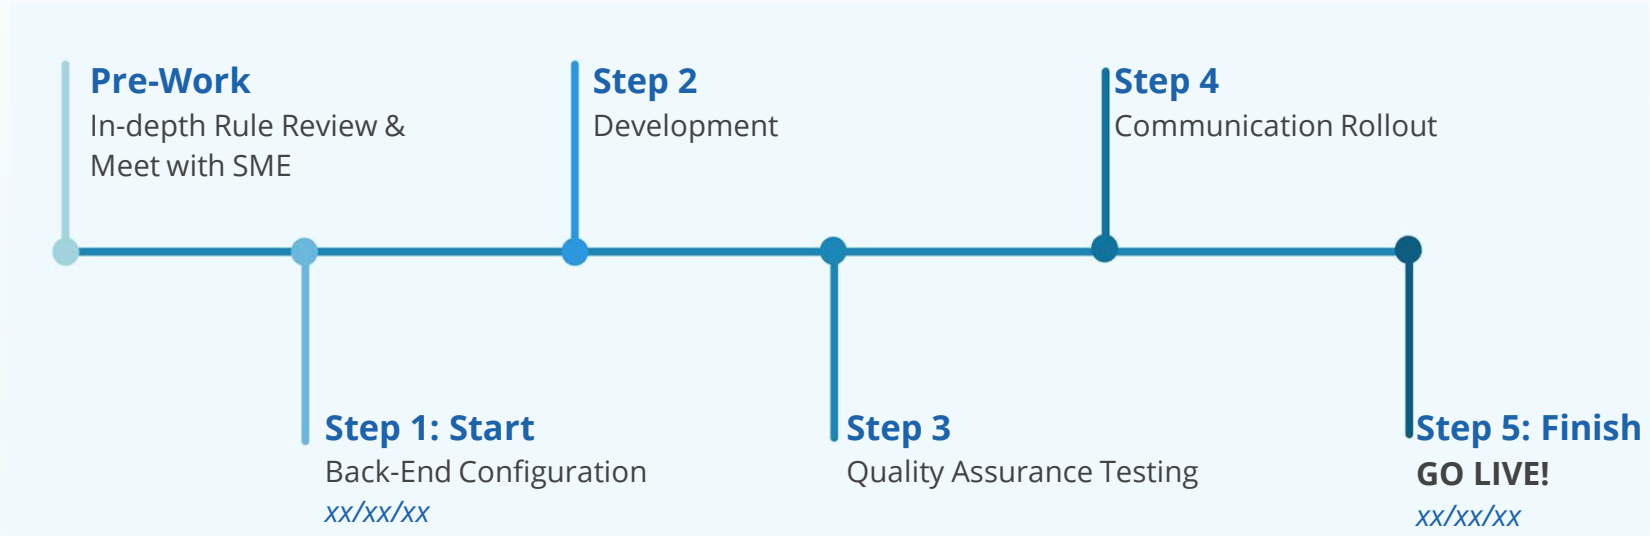 Pre-Work
In-depth Rule Review &
Meet with SME
Step 1: Start
Back-End Configuration
xx/xx/xx
Step 2
Development
Step 3
Quality Assurance Testing
Step 4
Communication Rollout
Step 5: Finish
GO LIVE!
xx/xx/xx